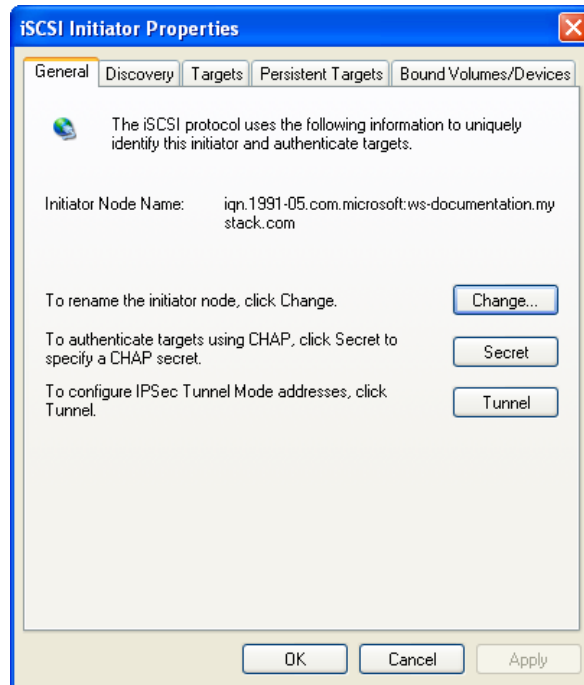 iSCSI Initiator Properties
General Discovery Targets Persistent Targets Bound Volumes/Devices
The iSCSI protocol uses the following information to uniquely
identify this initiator and authenticate targets.
Initiator Node Name: iqn.1991-05.com.microsoft:ws-documentation.my
stack.com
To rename the initiator node, click Change. Change...
To authenticate targets using CHAP, click Secret to
specify a CHAP secret.
Secret
To configure IPSec Tunnel Mode addresses, click
Tunnel.
Tunnel
OK Cancel Apply